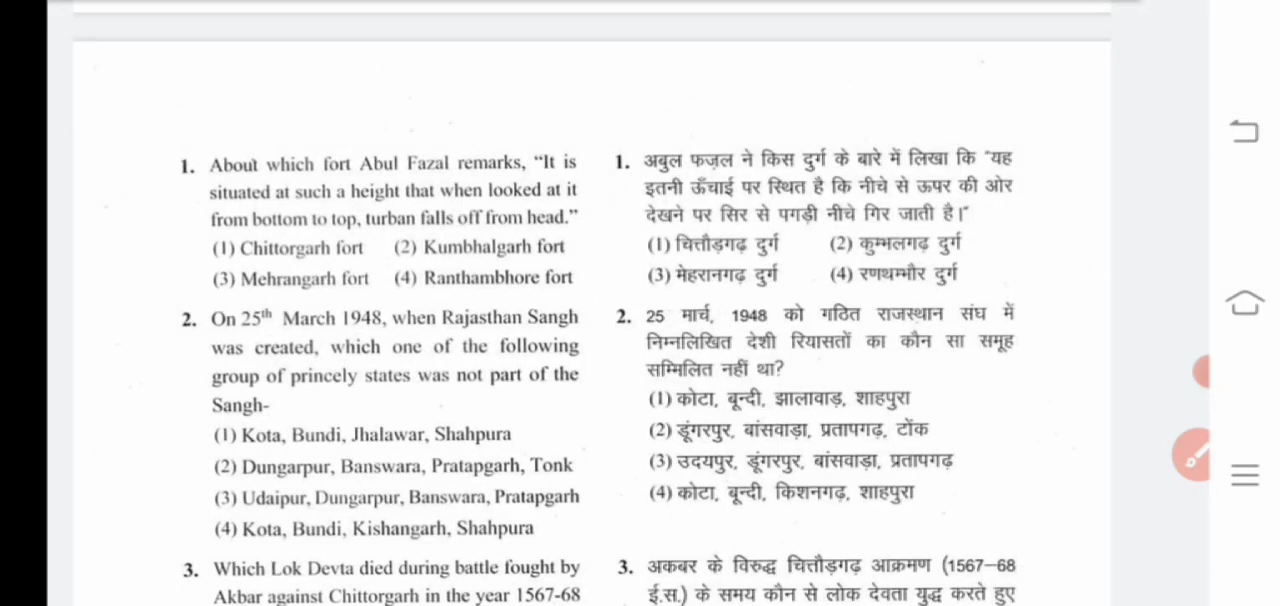 1. About which fort Abul Fazal remarks, “It is
situated at such a height that when looked at it
from bottom to top, turban falls off from head.”
(1) Chittorgarh fort (2) Kumbhalgarh fort
(3) Mehrangarh fort (4) Ranthambhore fort
2. On 25th March 1948, when Rajasthan Sangh
was created, which one of the following
group of princely states was not part of the
Sangh-
(1) Kota, Bundi, Jhalawar, Shahpura
(2) Dungarpur, Banswara, Pratapgarh, Tonk
(3) Udaipur, Dungarpur, Banswara, Pratapgarh
(4) Kota, Bundi, Kishangarh, Shahpura
3. Which Lok Devta died during battle fought by
Akbar against Chittorgarh in the year 1567-68
1. अबुल फज़ल ने किस दुर्ग के बारे में लिखा कि “यह
इतनी ऊँचाई पर स्थित है कि नीचे से ऊपर की ओर
देखने पर सिर से पगड़ी नीचे गिर जाती है।”
(1) चित्तौड़गढ़ दुर्ग (2) कुम्भलगढ़ दुर्ग
(3) मेहरानगढ़ दुर्ग (4) रणथम्भौर दुर्ग
2. 25 मार्च, 1948 को गठित राजस्थान संघ में
निम्नलिखित देशी रियासतों का कौन सा समूह
सम्मिलित नहीं था?
(1) कोटा, बून्दी, झालावाड़, शाहपुरा
(2) डूंगरपुर, बांसवाड़ा, प्रतापगढ़, टोंक
(3) उदयपुर, डूंगरपुर, बांसवाड़ा, प्रतापगढ़
(4) कोटा, बून्दी, किशनगढ़, शाहपुरा
3. अकबर के विरुद्ध चित्तौड़गढ़ आक्रमण (1567–68
ई.स.) के समय कौन से लोक देवता युद्ध करते हुए